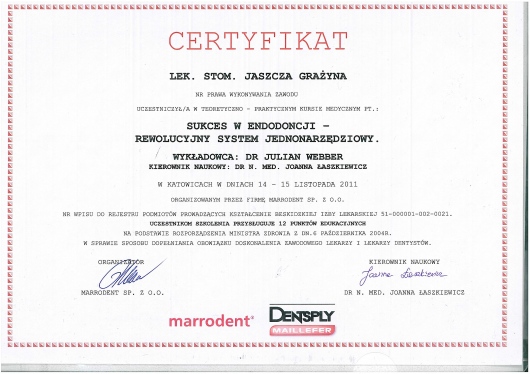 CERTYFIKAT
LEK. STOM. JASZCZA GRAŻYNA
NR PRAWA WYKONYWANIA ZAWODU
UCZESTNICZYŁ/A W TEORETYCZNO - PRAKTYCZNYM KURSIE MEDYCZNYM PT.:
SUKCES W ENDODONCJI –
REWOLUCYJNY SYSTEM JEDNONARZĘDZIOWY.
WYKŁADOWCA: DR JULIAN WEBBER
KIEROWNIK NAUKOWY: DR N. MED. JOANNA ŁASZKIEWICZ
W KATOWICACH W DNIACH 14 - 15 LISTOPADA 2011
ORGANIZOWANYM PRZEZ FIRMĘ MARRODENT SP. Z O.O.
NR WPISU DO REJESTRU PODMIOTÓW PROWADZĄCYCH KSZTAŁCENIE BESKIDZKIEJ IZBY LEKARSKIEJ 51-000001-002-0021.
UCZESTNIKOM SZKOLENIA PRZYSŁUGUJE 12 PUNKTÓW EDUKACYJNYCH
NA PODSTAWIE ROZPORZĄDZENIA MINISTRA ZDROWIA Z DN.6 PAŹDZIERNIKA 2004R.
W SPRAWIE SPOSOBU DOPEŁNIANIA OBOWIĄZKU DOSKONALENIA ZAWODOWEGO LEKARZY I LEKARZY DENTYSTÓW.
ORGANIZATOR
KIEROWNIK NAUKOWY
Joanna Łaszkiewicz
MARRODENT SP. Z O.O.
DR N. MED. JOANNA ŁASZKIEWICZ
marrodent®
DENTSPLY
MAILLEFER